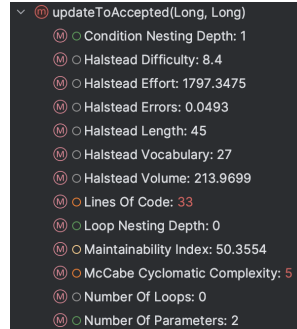 updateToAccepted(Long, Long)
Condition Nesting Depth: 1
Halstead Difficulty: 8.4
Halstead Effort: 1797.3475
Halstead Errors: 0.0493
Halstead Length: 45
Halstead Vocabulary: 27
Halstead Volume: 213.9699
Lines Of Code: 33
Loop Nesting Depth: 0
Maintainability Index: 50.3554
McCabe Cyclomatic Complexity: 5
Number Of Loops: 0
Number Of Parameters: 2